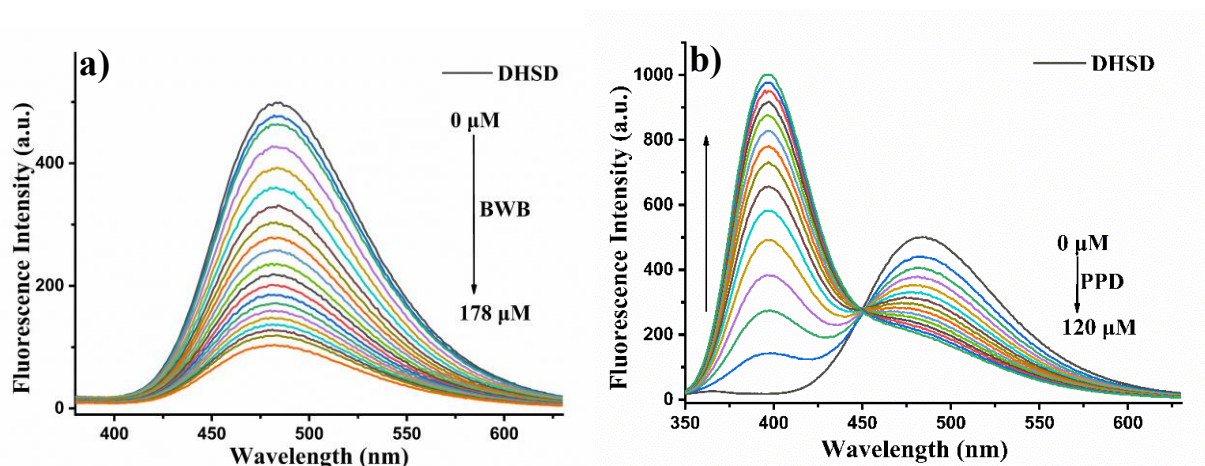 a)
DHSD
0 μM
BWB
178 μM
Fluorescence Intensity (a.u.)
400
200
0
400
450
500
550
600
Wavelength (nm)
b)
DHSD
0 μM
PPD
120 μM
Fluorescence Intensity (a.u.)
1000
800
600
400
200
0
350
400
450
500
550
600
Wavelength (nm)